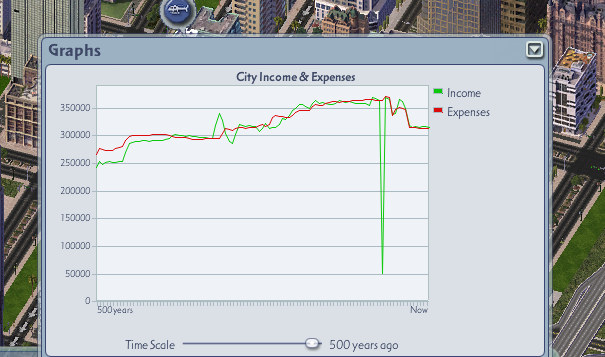 Graphs
City Income & Expenses
Income
Expenses
350000
300000
250000
200000
150000
100000
50000
0
500years
Now
Time Scale
500 years ago